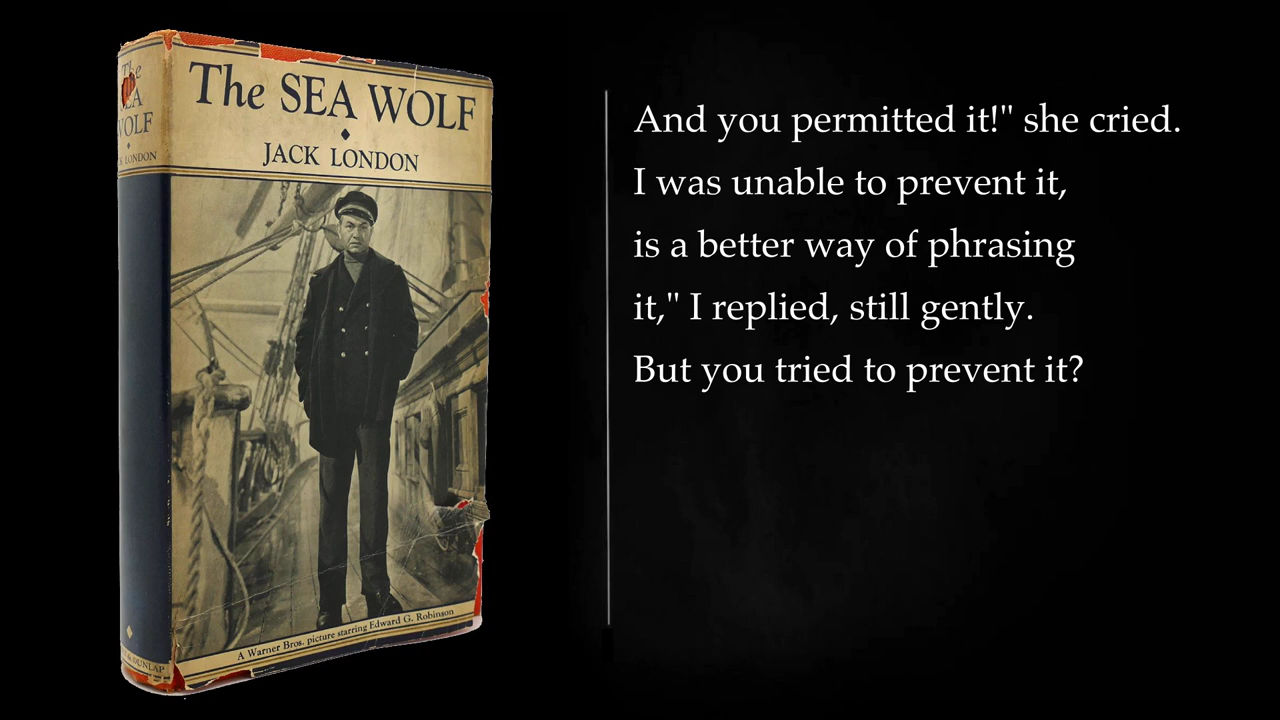 The
SEA
WOLF
LONDON
The SEA WOLF
JACK LONDON
A Warner Bros. picture starring Edward G. Robinson
DUNLAP
And you permitted it!" she cried.
I was unable to prevent it,
is a better way of phrasing
it," I replied, still gently.
But you tried to prevent it?